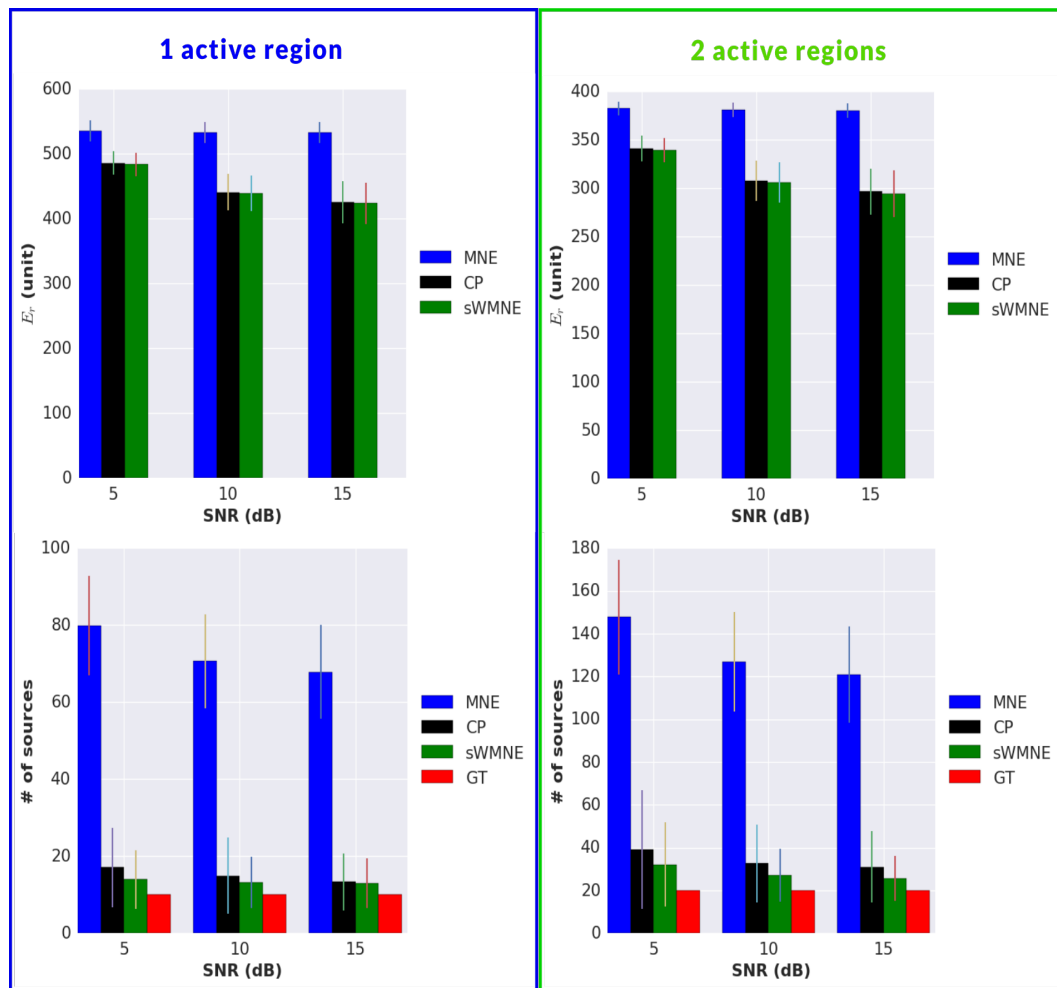 1 active region
600
500
400
300
200
100
0
E_r (unit)
5 10 15
SNR (dB)
MNE
CP
sWMNE
2 active regions
400
350
300
250
200
150
100
50
0
E_r (unit)
5 10 15
SNR (dB)
MNE
CP
sWMNE
100
80
60
40
20
0
# of sources
5 10 15
SNR (dB)
MNE
CP
sWMNE
GT
180
160
140
120
100
80
60
40
20
0
# of sources
5 10 15
SNR (dB)
MNE
CP
sWMNE
GT